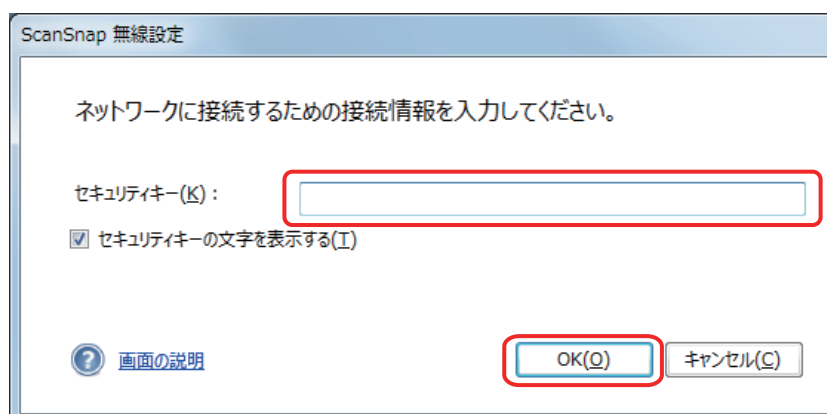 ScanSnap 無線設定
ネットワークに接続するための接続情報を入力してください。
セキュリティキー(K)：
セキュリティキーの文字を表示する(T)
? 画面の説明 OK(O) キャンセル(C)